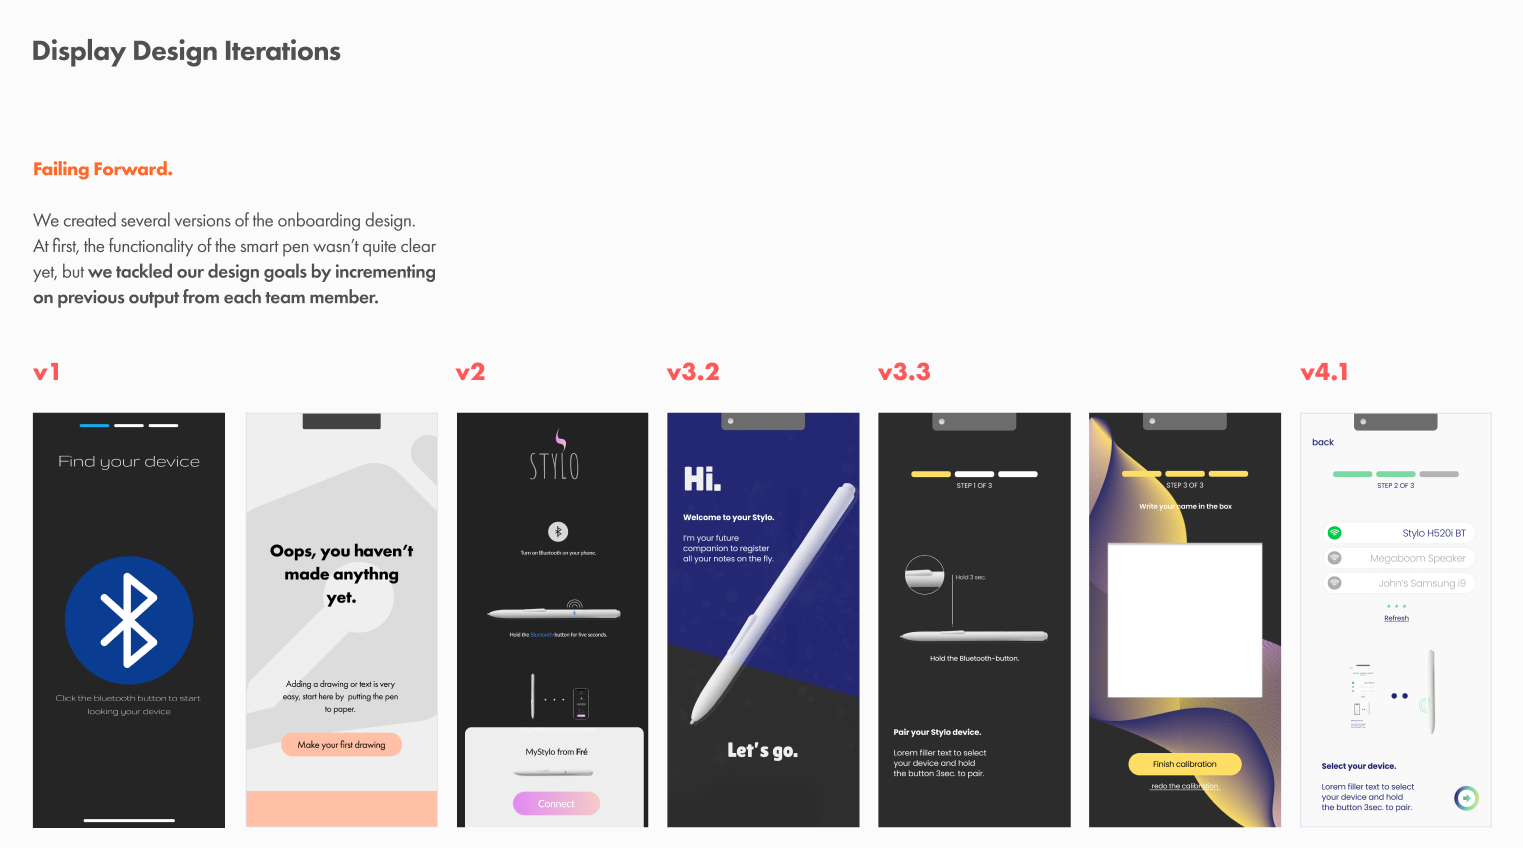 Display Design Iterations
Failing Forward.
We created several versions of the onboarding design.
At first, the functionality of the smart pen wasn't quite clear
yet, but we tackled our design goals by incrementing
on previous output from each team member.
v1
v2
v3.2
v3.3
v4.1
Find your device
Click the bluetooth button to start
looking your device
Oops, you haven't
made anythng
yet.
Adding a drawing or text is very
easy, start here by putting the pen
to paper.
Make your first drawing
STYLO
Turn on Bluetooth on your phone.
Hold the Bluetooth-button for five seconds.
MyStylo from Fré
Connect
Hi.
Welcome to your Stylo.
I'm your future
companion to register
all your notes on the fly.
Let's go.
STEP 1 OF 3
Hold 3 sec.
Hold the Bluetooth-button.
Pair your Stylo device.
Lorem filler text to select
your device and hold
the button 3sec. to pair.
STEP 3 OF 3
Write your name in the box
Finish calibration
redo the calibration
back
STEP 2 OF 3
Stylo H520i BT
Megaboom Speaker
John's Samsung i9
Refresh
Select your device.
Lorem filler text to select
your device and hold
the button 3sec. to pair.